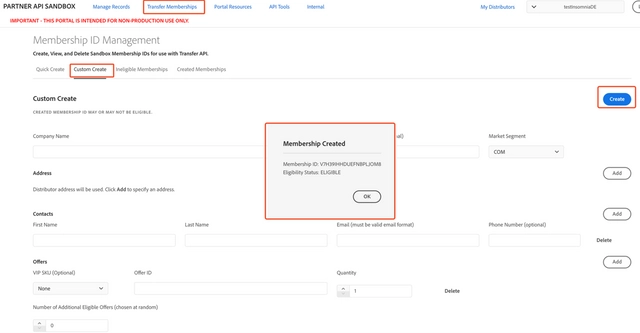 PARTNER API SANDBOX
Manage Records
Transfer Memberships
Portal Resources
API Tools
Internal
My Distributors
testInsomniaDE
IMPORTANT - THIS PORTAL IS INTENDED FOR NON-PRODUCTION USE ONLY.
Membership ID Management
Create, View, and Delete Sandbox Membership IDs for use with Transfer API.
Quick Create
Custom Create
Ineligible Memberships
Created Memberships
Custom Create
Create
CREATED MEMBERSHIP ID MAY OR MAY NOT BE ELIGIBLE.
Membership Created
Membership ID: V7H39IHHDUEFNBPLJOM8
Eligibility Status: ELIGIBLE
OK
Company Name
Market Segment
COM
Address
Add
Distributor address will be used. Click Add to specify an address.
Contacts
Add
First Name
Last Name
Email (must be valid email format)
Phone Number (optional)
Delete
Offers
Add
VIP SKU (Optional)
Offer ID
Quantity
None
1
Delete
Number of Additional Eligible Offers (chosen at random)
0